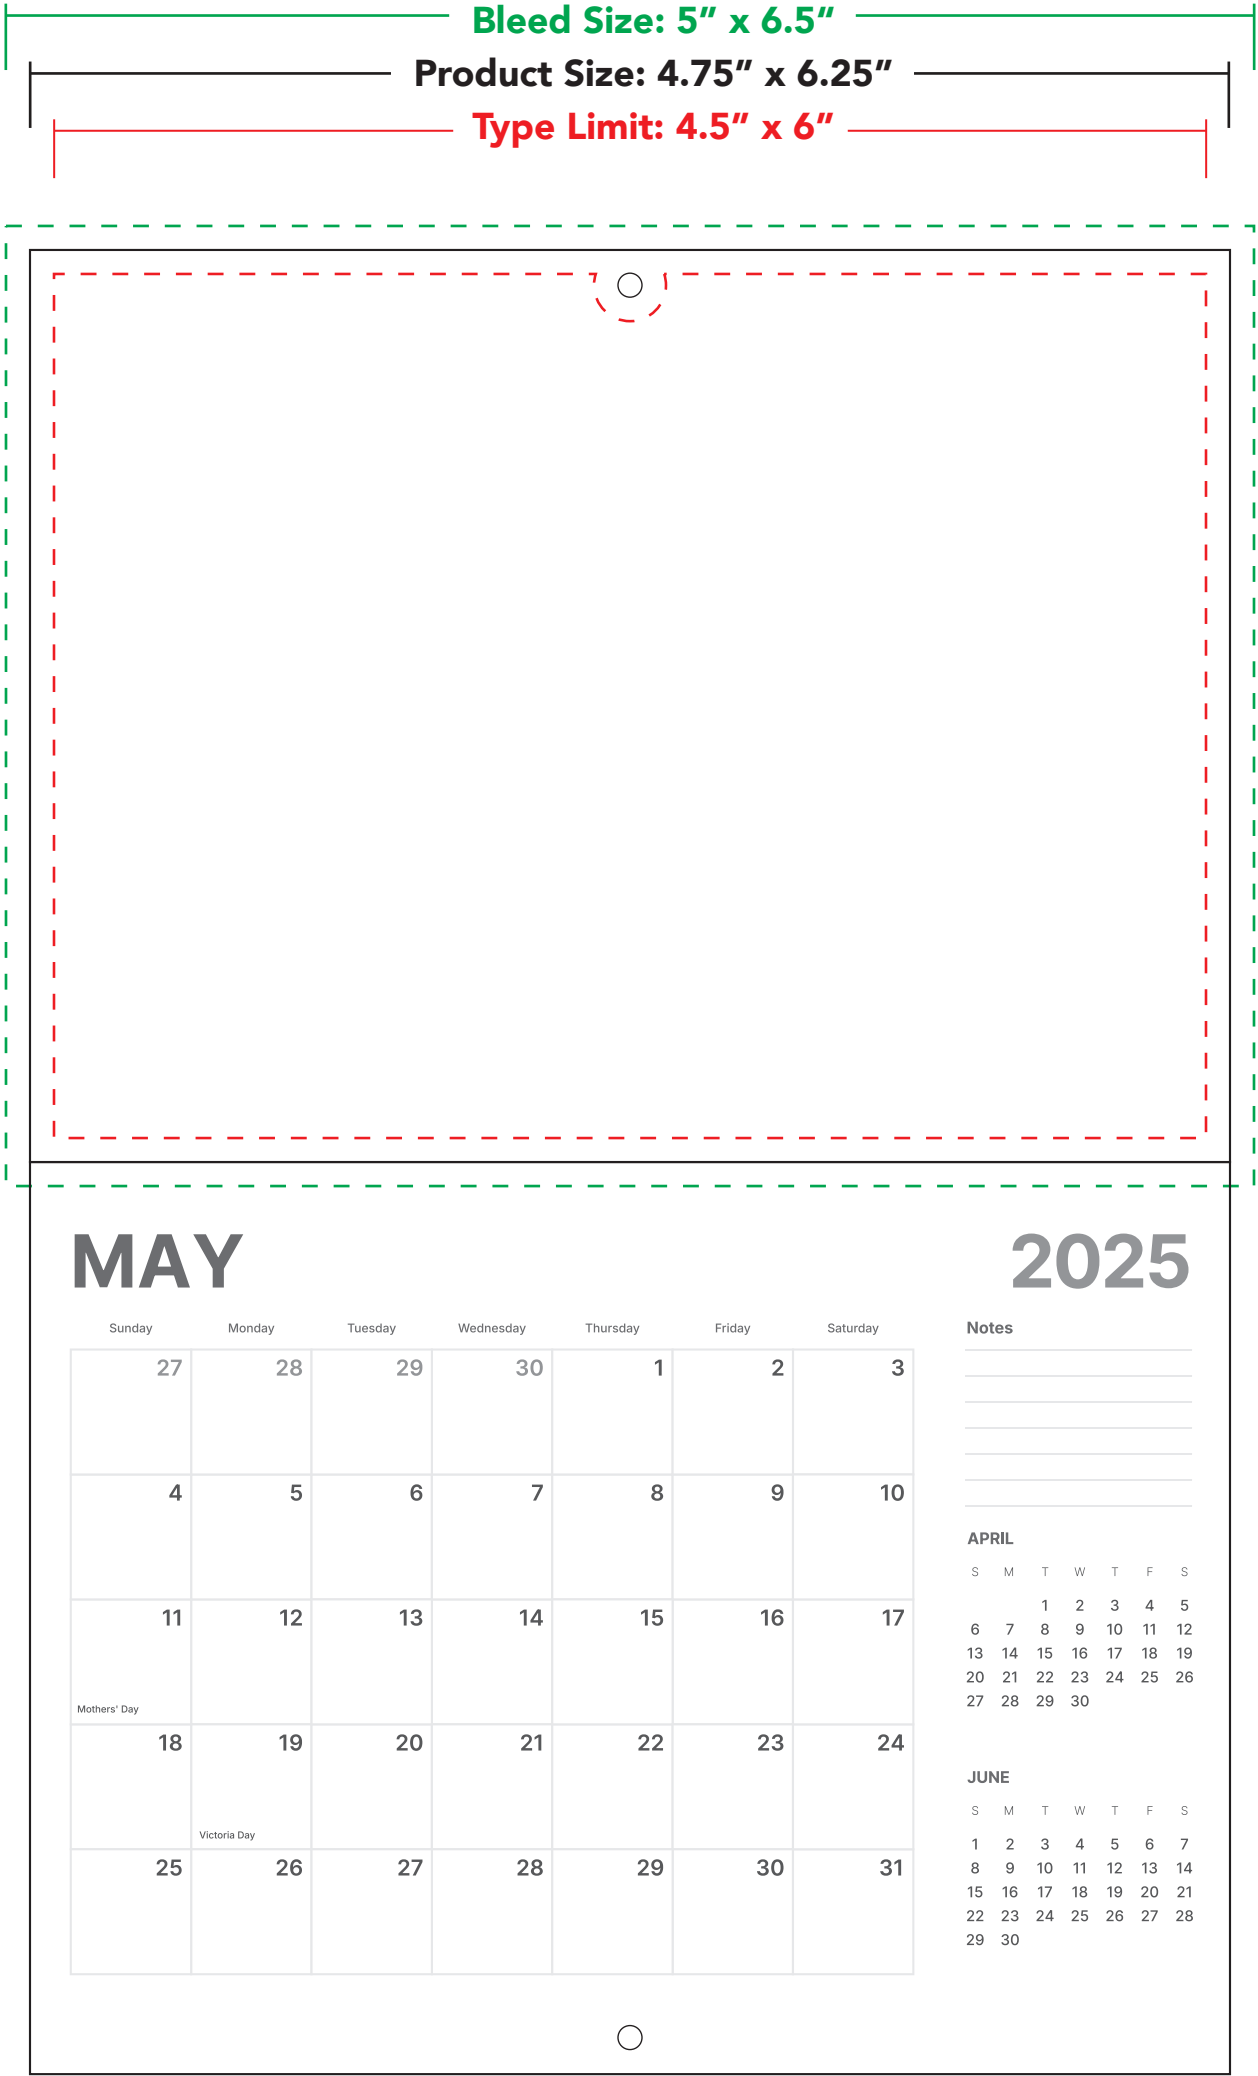 Bleed Size: 5” x 6.5“
Product Size: 4.75” x 6.25”
Type Limit: 4.5” x 6”
MAY 2025
Sunday Monday Tuesday Wednesday Thursday Friday Saturday
27 28 29 30 1 2 3
4 5 6 7 8 9 10
11 12 13 14 15 16 17
Mothers' Day
18 19 20 21 22 23 24
Victoria Day
25 26 27 28 29 30 31
Notes
APRIL
S M T W T F S
1 2 3 4 5
6 7 8 9 10 11 12
13 14 15 16 17 18 19
20 21 22 23 24 25 26
27 28 29 30
JUNE
S M T W T F S
1 2 3 4 5 6 7
8 9 10 11 12 13 14
15 16 17 18 19 20 21
22 23 24 25 26 27 28
29 30